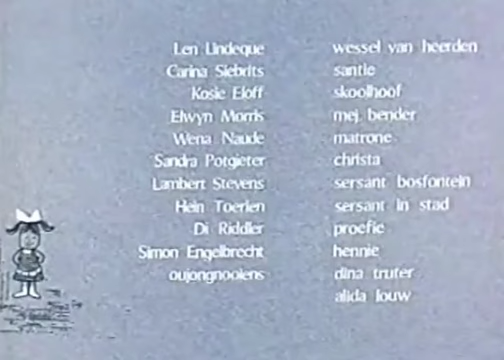 Len Lindeque wessel van heerden
Carina Siebrits santie
Kosie Eloff skoolhoof
Elwyn Morris mej. bender
Wena Naude matrone
Sandra Potgieter christa
Lambert Stevens sersant bosfontein
Hein Toerien sersant in stad
Di Riddler proefie
Simon Engelbrecht hennie
oujongnooiens dina truter
alida louw